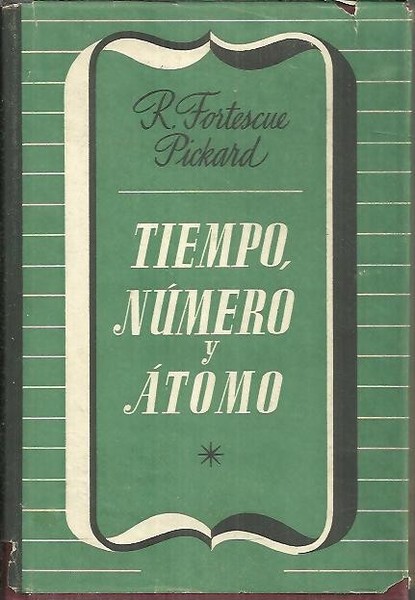 R. Fortescue
Pickard
TIEMPO,
NÚMERO
y
ÁTOMO
*